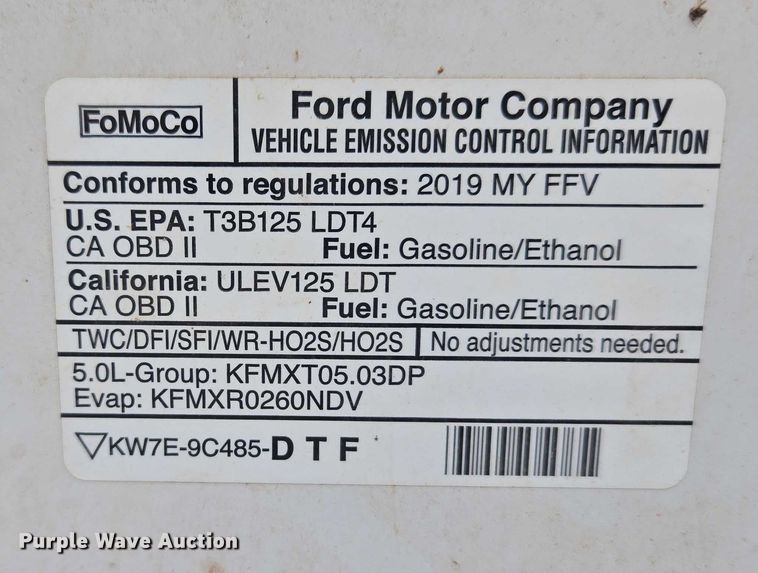 FoMoCo
Ford Motor Company
VEHICLE EMISSION CONTROL INFORMATION
Conforms to regulations: 2019 MY FFV
U.S. EPA: T3B125 LDT4
CA OBD II Fuel: Gasoline/Ethanol
California: ULEV125 LDT
CA OBD II Fuel: Gasoline/Ethanol
TWC/DFI/SFI/WR-HO2S/HO2S No adjustments needed.
5.0L-Group: KFMXT05.03DP
Evap: KFMXR0260NDV
KW7E-9C485-D T F
Purple Wave Auction